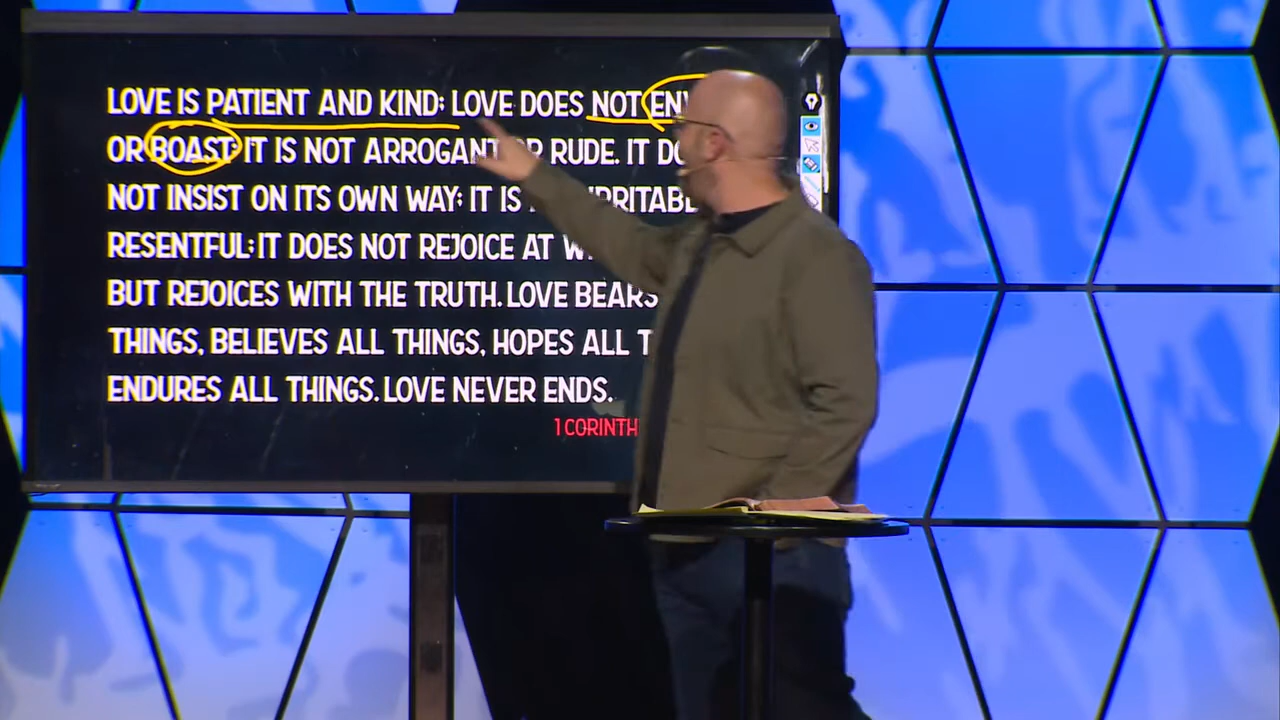 LOVE IS PATIENT AND KIND; LOVE DOES NOT
OR BOAST; IT IS NOT ARROGANT OR RUDE. IT
NOT INSIST ON ITS OWN WAY; IT IS
RESENTFUL; IT DOES NOT REJOICE AT
BUT REJOICES WITH THE TRUTH. LOVE BEARS
THINGS, BELIEVES ALL THINGS, HOPES ALL
ENDURES ALL THINGS. LOVE NEVER ENDS.
1